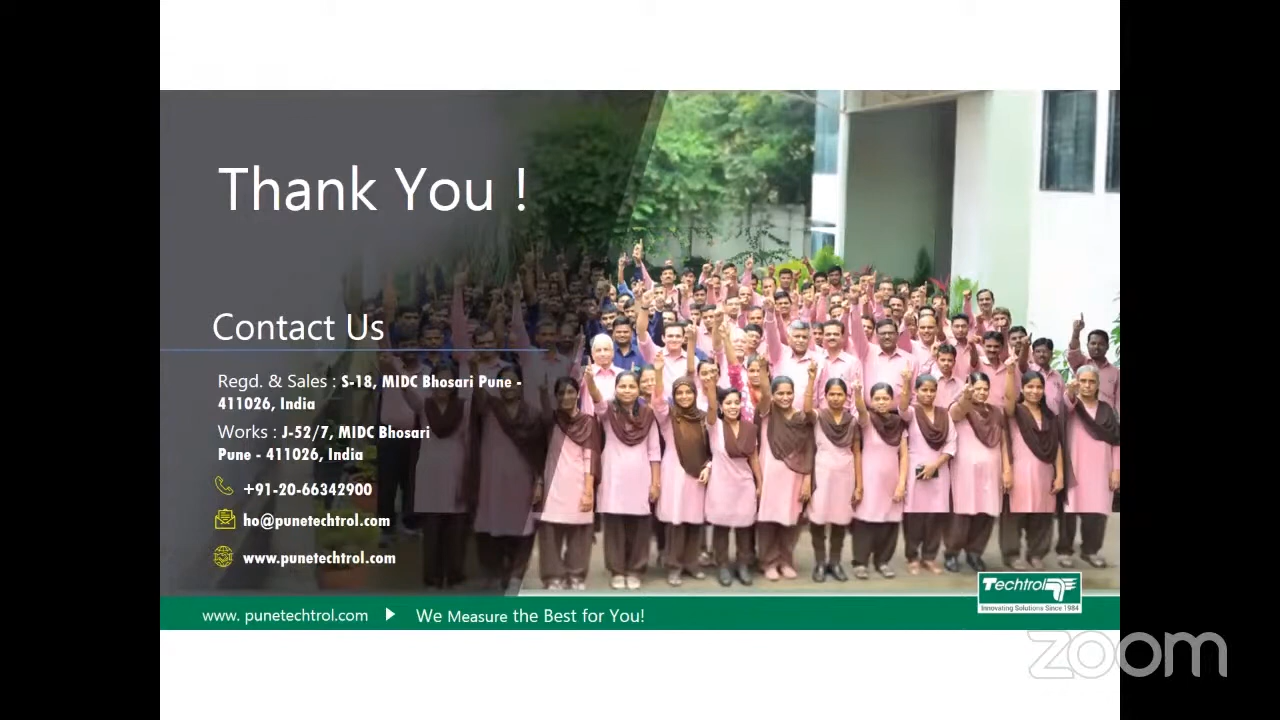 Thank You !
Contact Us
Regd. & Sales : S-18, MIDC Bhosari Pune -
411026, India
Works : J-52/7, MIDC Bhosari
Pune - 411026, India
+91-20-66342900
ho@punetechtrol.com
www.punetechtrol.com
Techtrol
Innovating Solutions Since 1984
www. punetechtrol.com We Measure the Best for You!
zoom